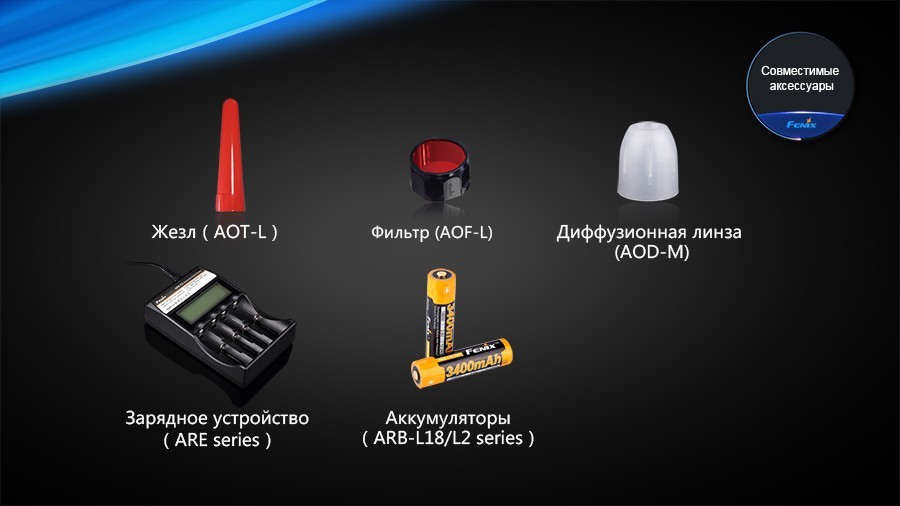 Совместимые
аксессуары
FENIX
Жезл ( AOT-L )
Фильтр (AOF-L)
Диффузионная линза
(AOD-M)
3400mAh
FENIX
3400mAh
Зарядное устройство
( ARE series )
Аккумуляторы
( ARB-L18/L2 series )